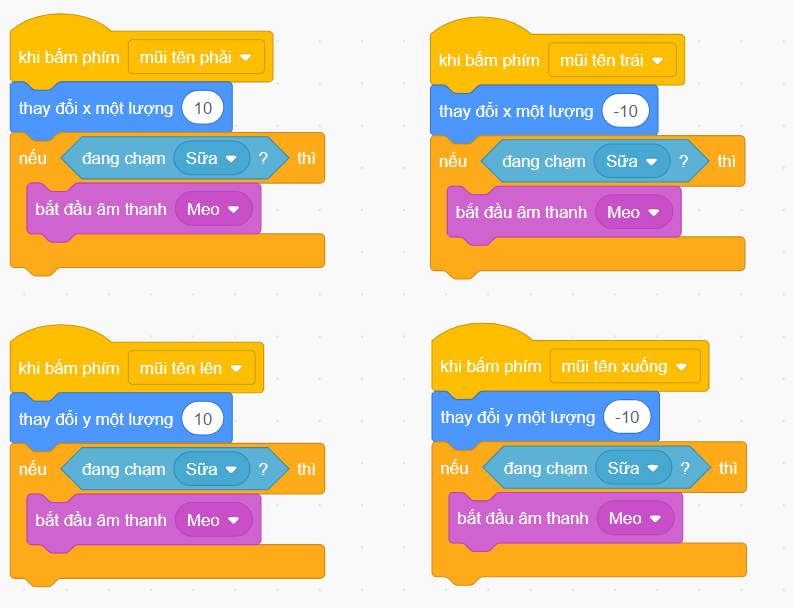 khi bấm phím mũi tên phải
thay đổi x một lượng 10
nếu đang chạm Sữa ? thì
bắt đầu âm thanh Meo
khi bấm phím mũi tên trái
thay đổi x một lượng -10
nếu đang chạm Sữa ? thì
bắt đầu âm thanh Meo
khi bấm phím mũi tên lên
thay đổi y một lượng 10
nếu đang chạm Sữa ? thì
bắt đầu âm thanh Meo
khi bấm phím mũi tên xuống
thay đổi y một lượng -10
nếu đang chạm Sữa ? thì
bắt đầu âm thanh Meo